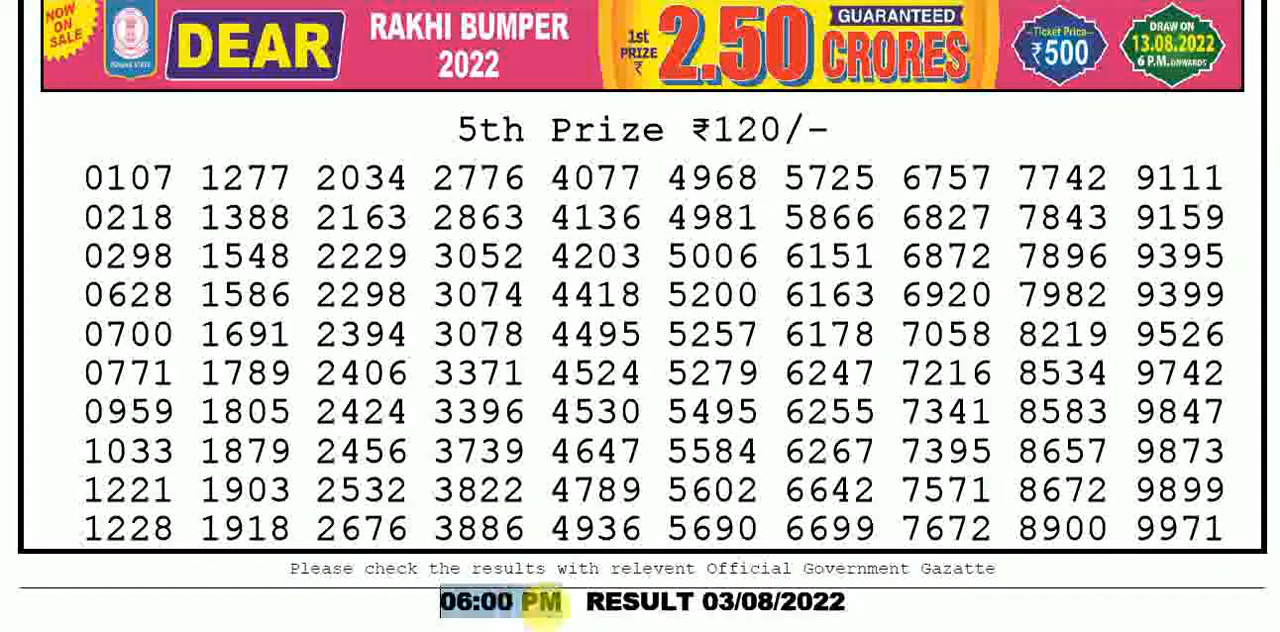 NOW ON SALE
PUNJAB STATE
DEAR
RAKHI BUMPER
2022
1st PRIZE ₹
2.50 CRORES
GUARANTEED
Ticket Price
₹500
DRAW ON
13.08.2022
6 P.M. ONWARDS
5th Prize ₹120/-
0107 1277 2034 2776 4077 4968 5725 6757 7742 9111
0218 1388 2163 2863 4136 4981 5866 6827 7843 9159
0298 1548 2229 3052 4203 5006 6151 6872 7896 9395
0628 1586 2298 3074 4418 5200 6163 6920 7982 9399
0700 1691 2394 3078 4495 5257 6178 7058 8219 9526
0771 1789 2406 3371 4524 5279 6247 7216 8534 9742
0959 1805 2424 3396 4530 5495 6255 7341 8583 9847
1033 1879 2456 3739 4647 5584 6267 7395 8657 9873
1221 1903 2532 3822 4789 5602 6642 7571 8672 9899
1228 1918 2676 3886 4936 5690 6699 7672 8900 9971
Please check the results with relevent Official Government Gazatte
06:00 PM RESULT 03/08/2022